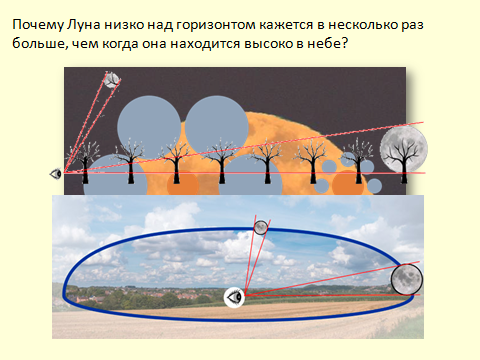 Почему Луна низко над горизонтом кажется в несколько раз
больше, чем когда она находится высоко в небе?